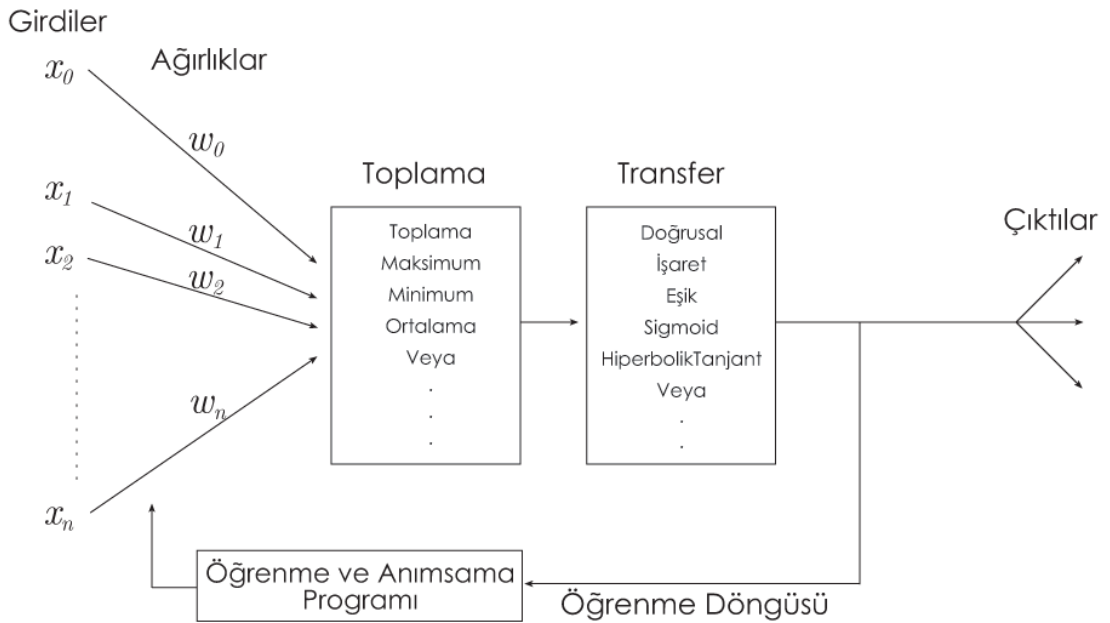 Girdiler
Ağırlıklar
x0
w0
x1
w1
x2
w2
wn
xn
Toplama
Toplama
Maksimum
Minimum
Ortalama
Veya
Transfer
Doğrusal
İşaret
Eşik
Sigmoid
HiperbolikTanjant
Veya
Çıktılar
Öğrenme ve Anımsama
Programı
Öğrenme Döngüsü